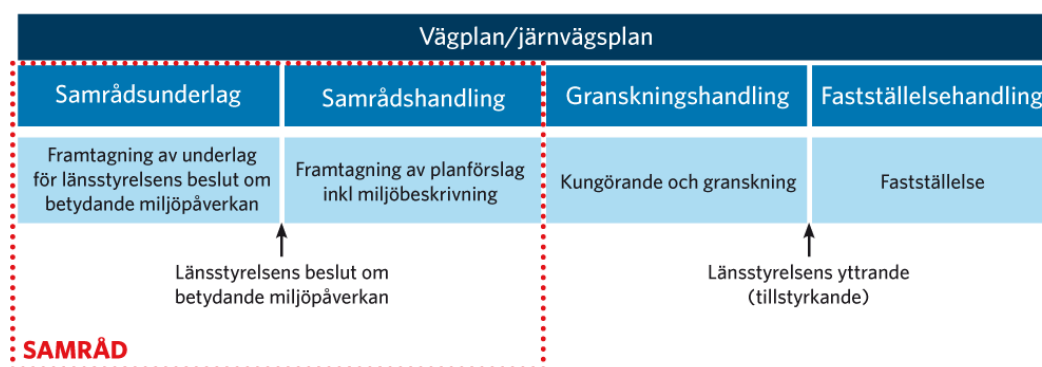 Vägplan/järnvägsplan
Samrådsunderlag
Samrådshandling
Granskningshandling
Fastställelsehandling
Framtagning av underlag
för länsstyrelsens beslut om
betydande miljöpåverkan
Framtagning av planförslag
inkl miljöbeskrivning
Kungörande och granskning
Fastställelse
Länsstyrelsens beslut om
betydande miljöpåverkan
Länsstyrelsens yttrande
(tillstyrkande)
SAMRÅD